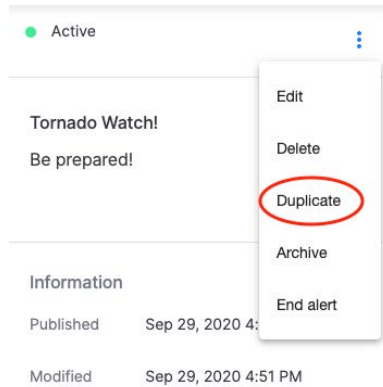 Active
Edit
Tornado Watch!
Delete
Be prepared!
Duplicate
Archive
Information
End alert
Published Sep 29, 2020 4:
Modified Sep 29, 2020 4:51 PM